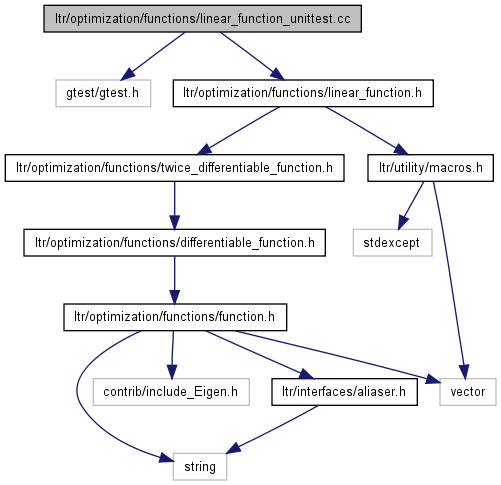 ltr/optimization/functions/linear_function_unittest.cc
gtest/gtest.h
ltr/optimization/functions/linear_function.h
ltr/optimization/functions/twice_differentiable_function.h
ltr/utility/macros.h
ltr/optimization/functions/differentiable_function.h
stdexcept
ltr/optimization/functions/function.h
contrib/include_Eigen.h
ltr/interfaces/aliaser.h
vector
string